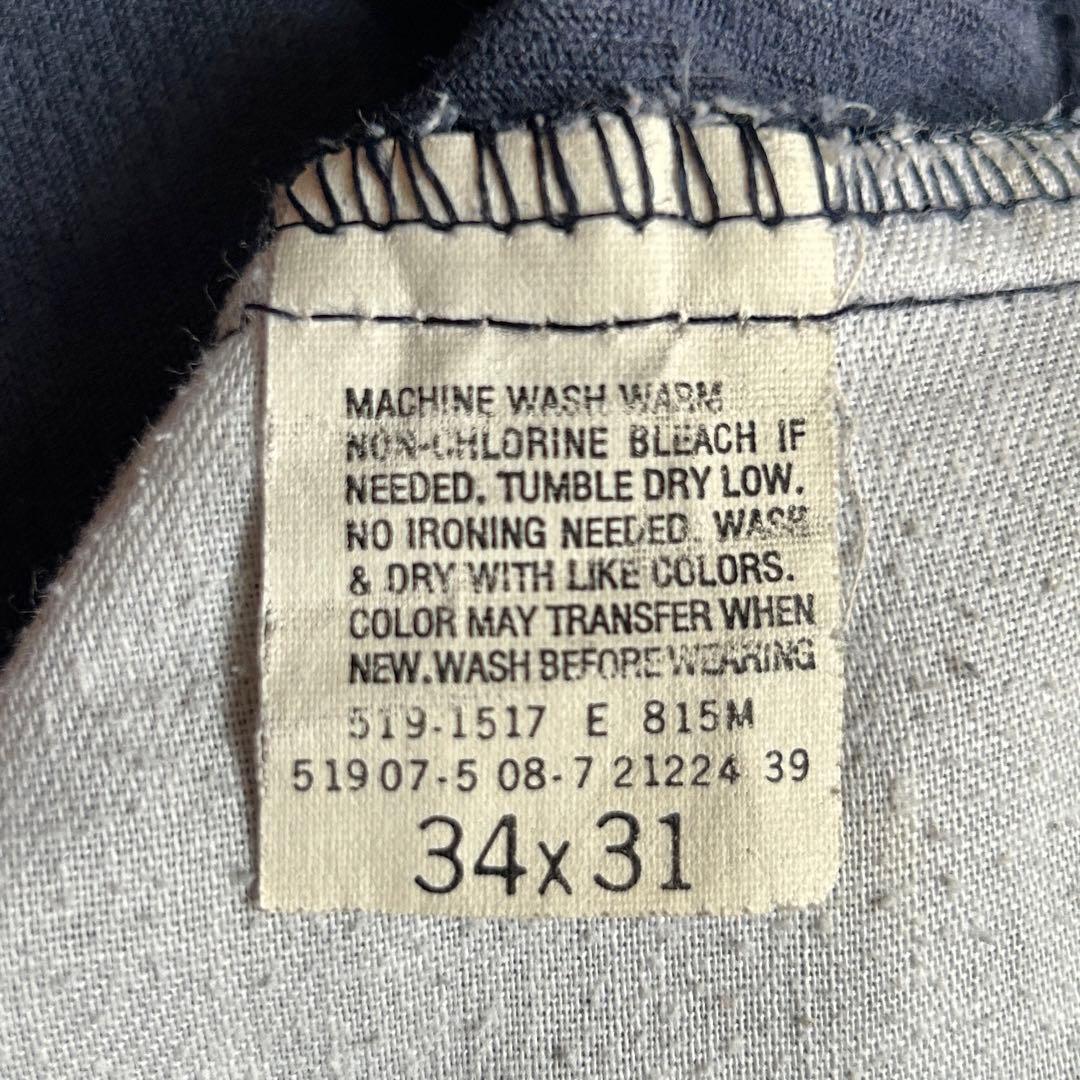 MACHINE WASH WARM
NON-CHLORINE BLEACH IF
NEEDED. TUMBLE DRY LOW.
NO IRONING NEEDED. WASH
& DRY WITH LIKE COLORS.
COLOR MAY TRANSFER WHEN
NEW. WASH BEFORE WEARING
519-1517 E 815M
51907-5 08-7 21224 39
34x31